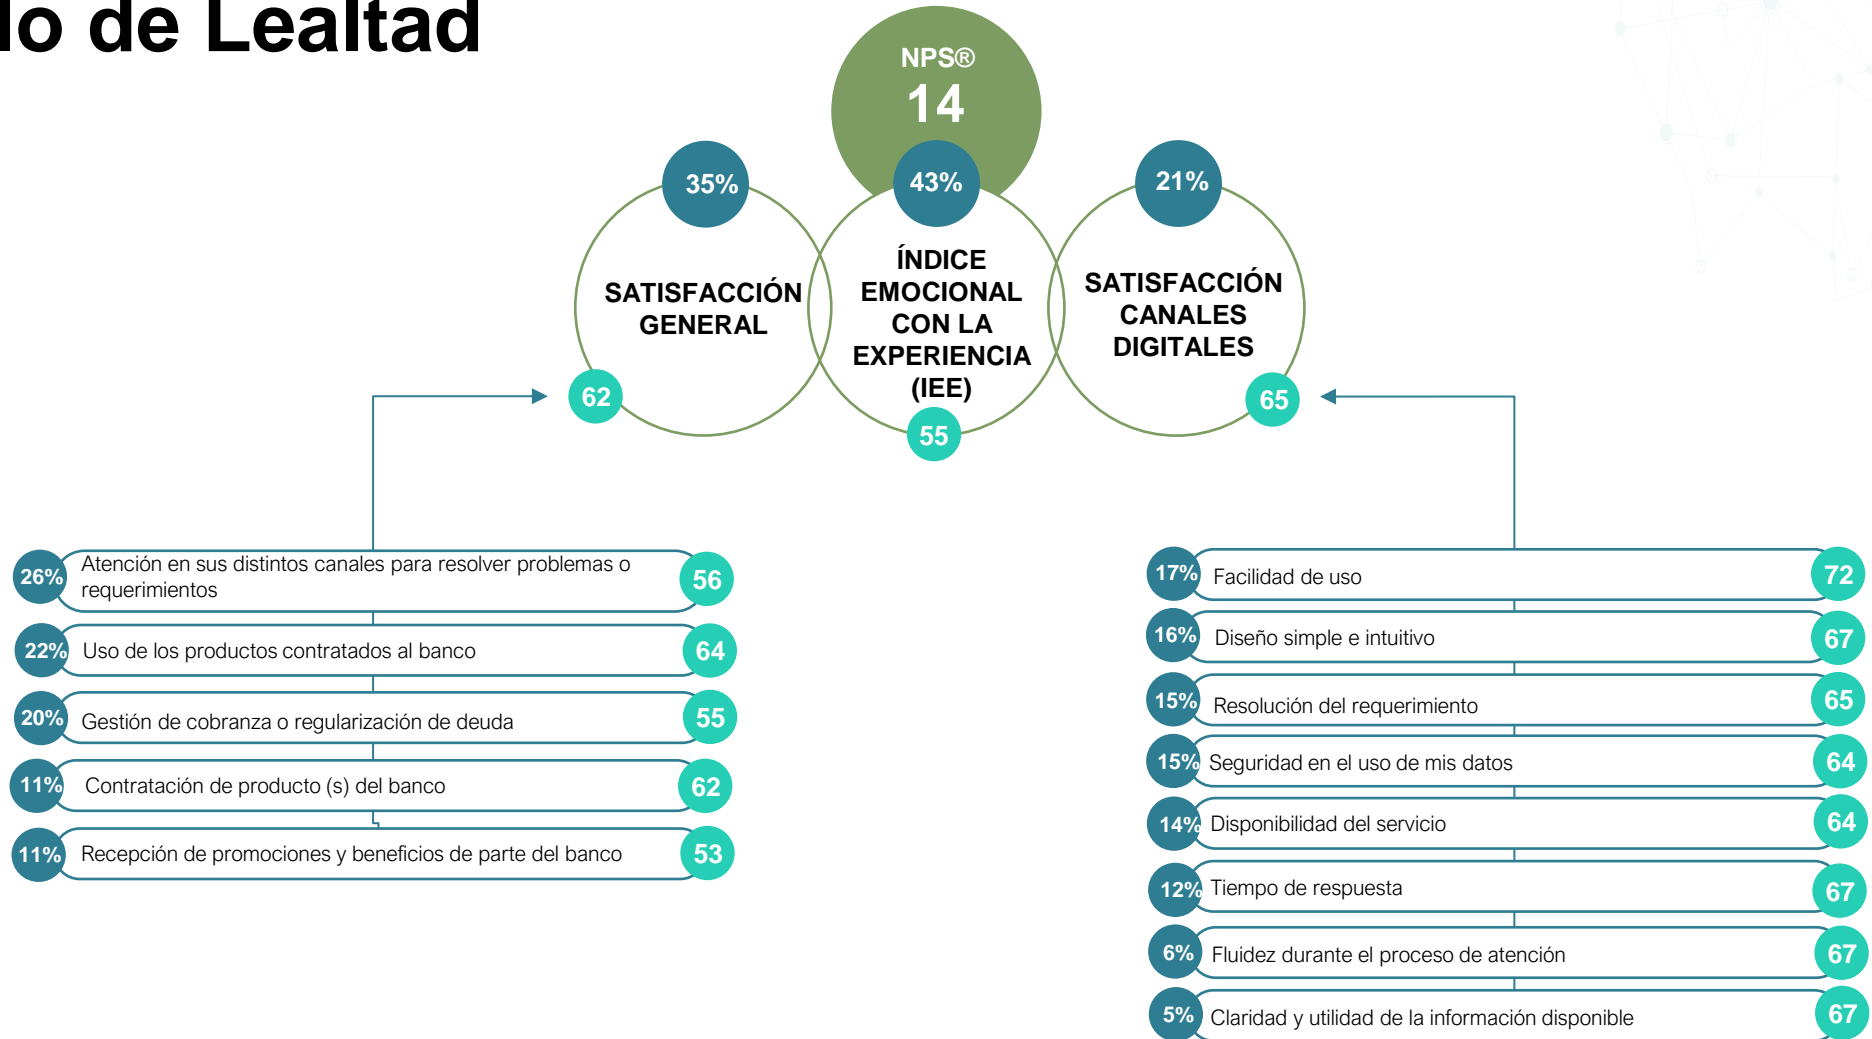 lo de Lealtad
NPS®
14
35%
43%
21%
SATISFACCIÓN
GENERAL
ÍNDICE
EMOCIONAL
CON LA
EXPERIENCIA
(IEE)
SATISFACCIÓN
CANALES
DIGITALES
62
55
65
26%
Atención en sus distintos canales para resolver problemas o
requerimientos
56
22%
Uso de los productos contratados al banco
64
20%
Gestión de cobranza o regularización de deuda
55
11%
Contratación de producto (s) del banco
62
11%
Recepción de promociones y beneficios de parte del banco
53
17%
Facilidad de uso
72
16%
Diseño simple e intuitivo
67
15%
Resolución del requerimiento
65
15%
Seguridad en el uso de mis datos
64
14%
Disponibilidad del servicio
64
12%
Tiempo de respuesta
67
6%
Fluidez durante el proceso de atención
67
5%
Claridad y utilidad de la información disponible
67